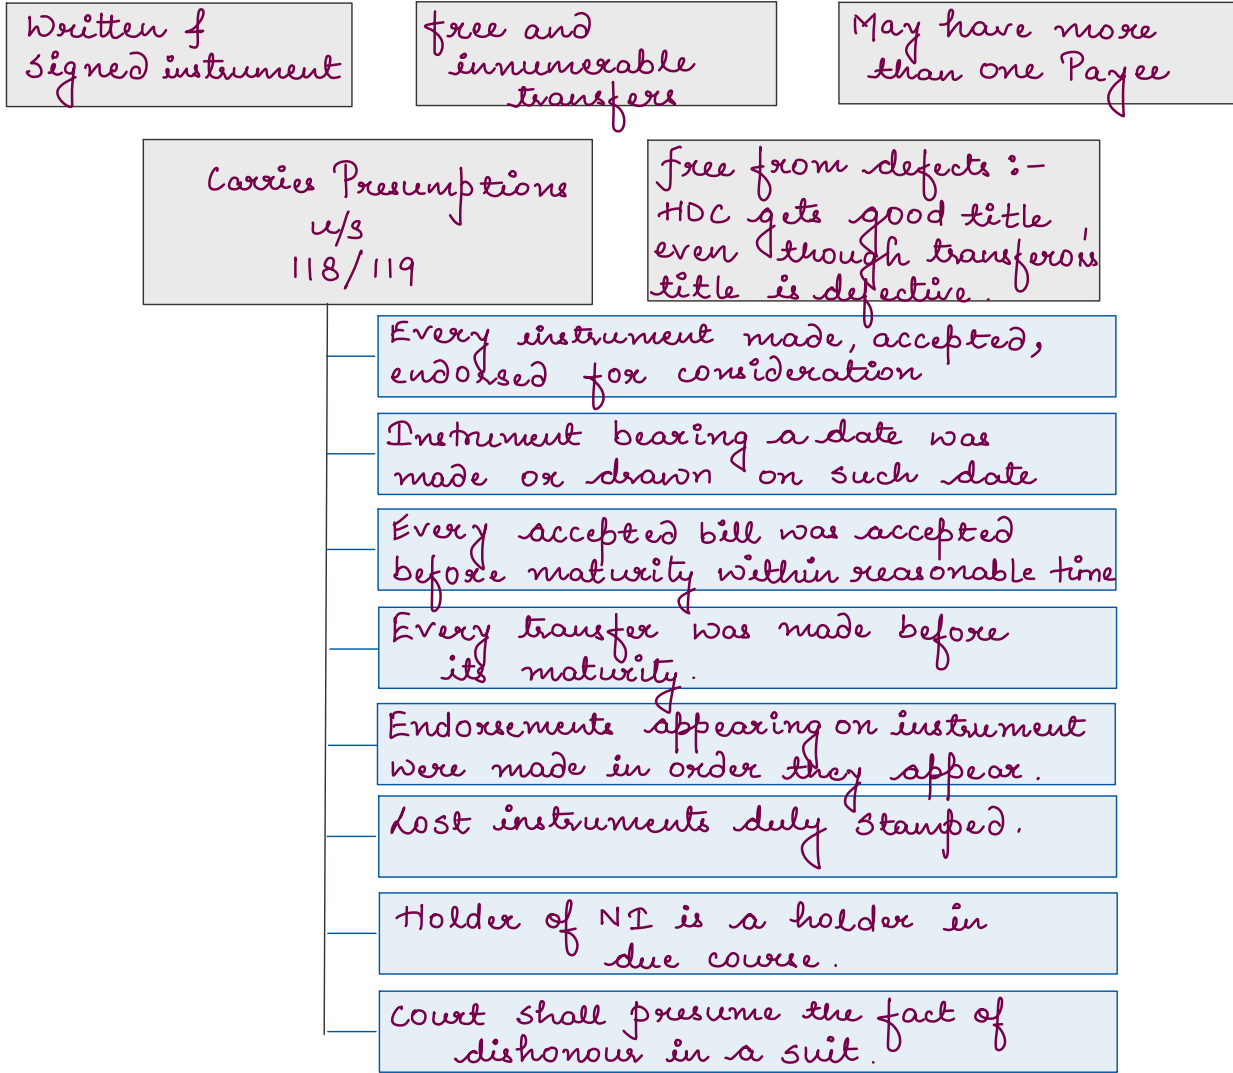 Written &
Signed instrument
free and
innumerable
transfers
May have more
than one Payee
Carries Presumptions
u/s
118/119
free from defects :-
HDC gets good title
even though transferor's
title is defective.
Every instrument made, accepted,
endorsed for consideration
Instrument bearing a date was
made or drawn on such date
Every accepted bill was accepted
before maturity within reasonable time
Every transfer was made before
its maturity.
Endorsements appearing on instrument
were made in order they appear.
Lost instruments duly stamped.
Holder of NI is a holder in
due course.
Court shall presume the fact of
dishonour in a suit.